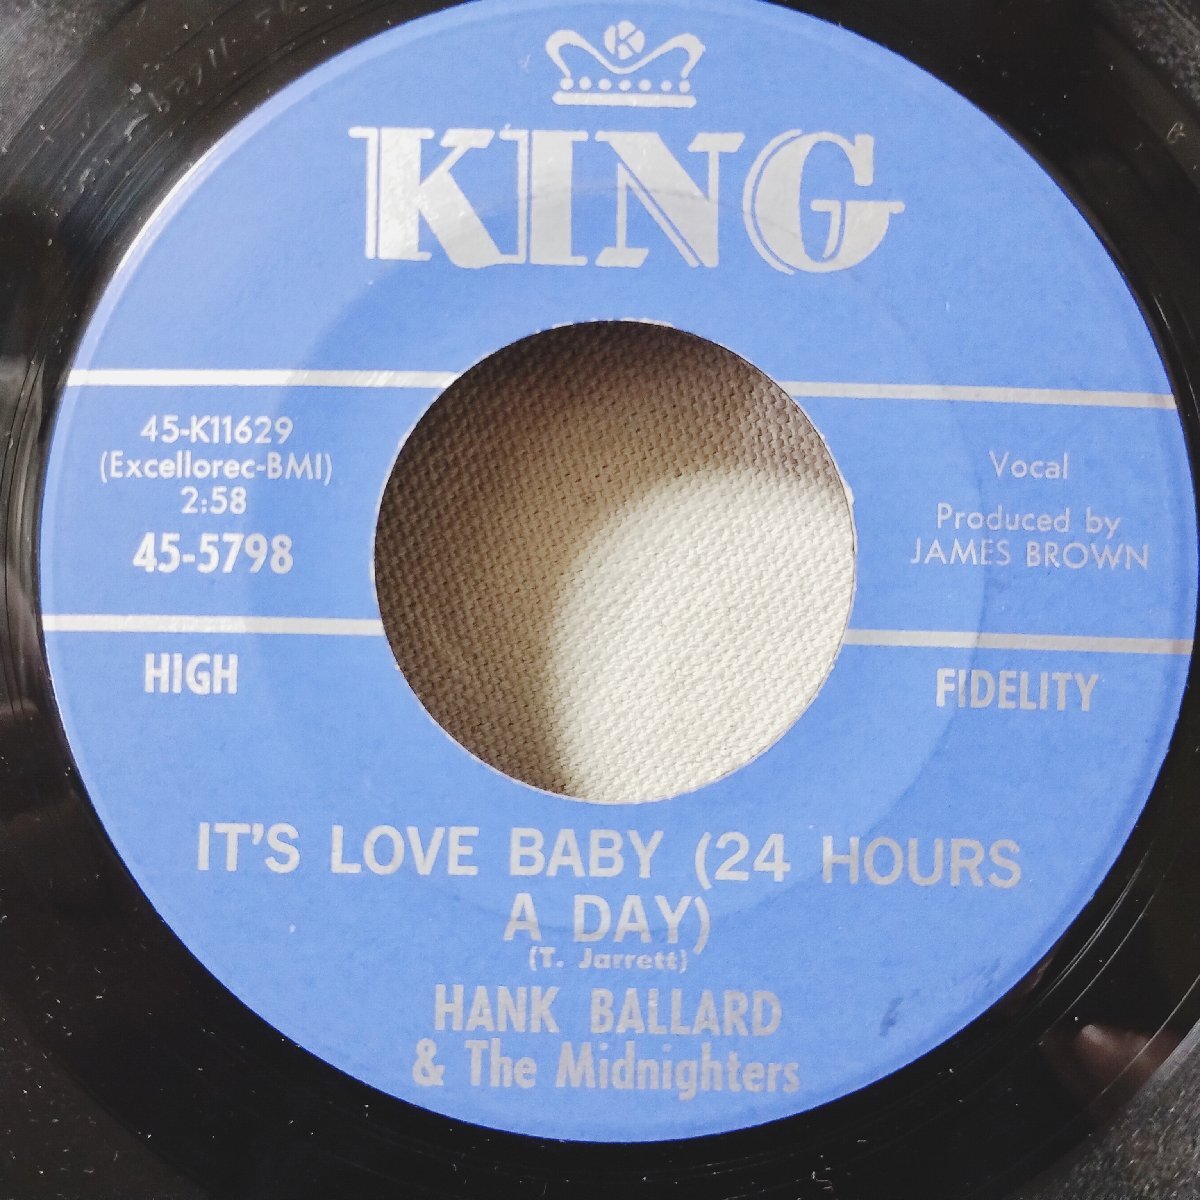 K
KING
45-K11629
(Excellorec-BMI)
2:58
45-5798
Vocal
Produced by
JAMES BROWN
HIGH
FIDELITY
IT'S LOVE BABY (24 HOURS
A DAY)
(T. Jarrett)
HANK BALLARD
& The Midnighters